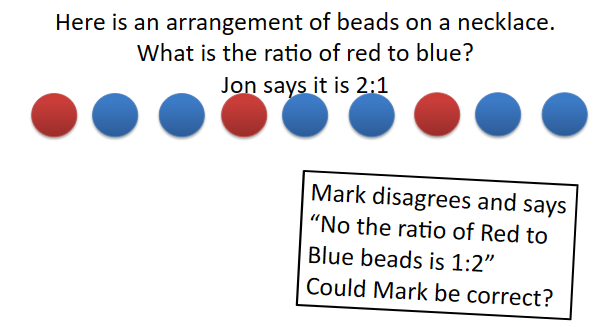 Here is an arrangement of beads on a necklace.
What is the ratio of red to blue?
Jon says it is 2:1
Mark disagrees and says
“No the ratio of Red to
Blue beads is 1:2”
Could Mark be correct?